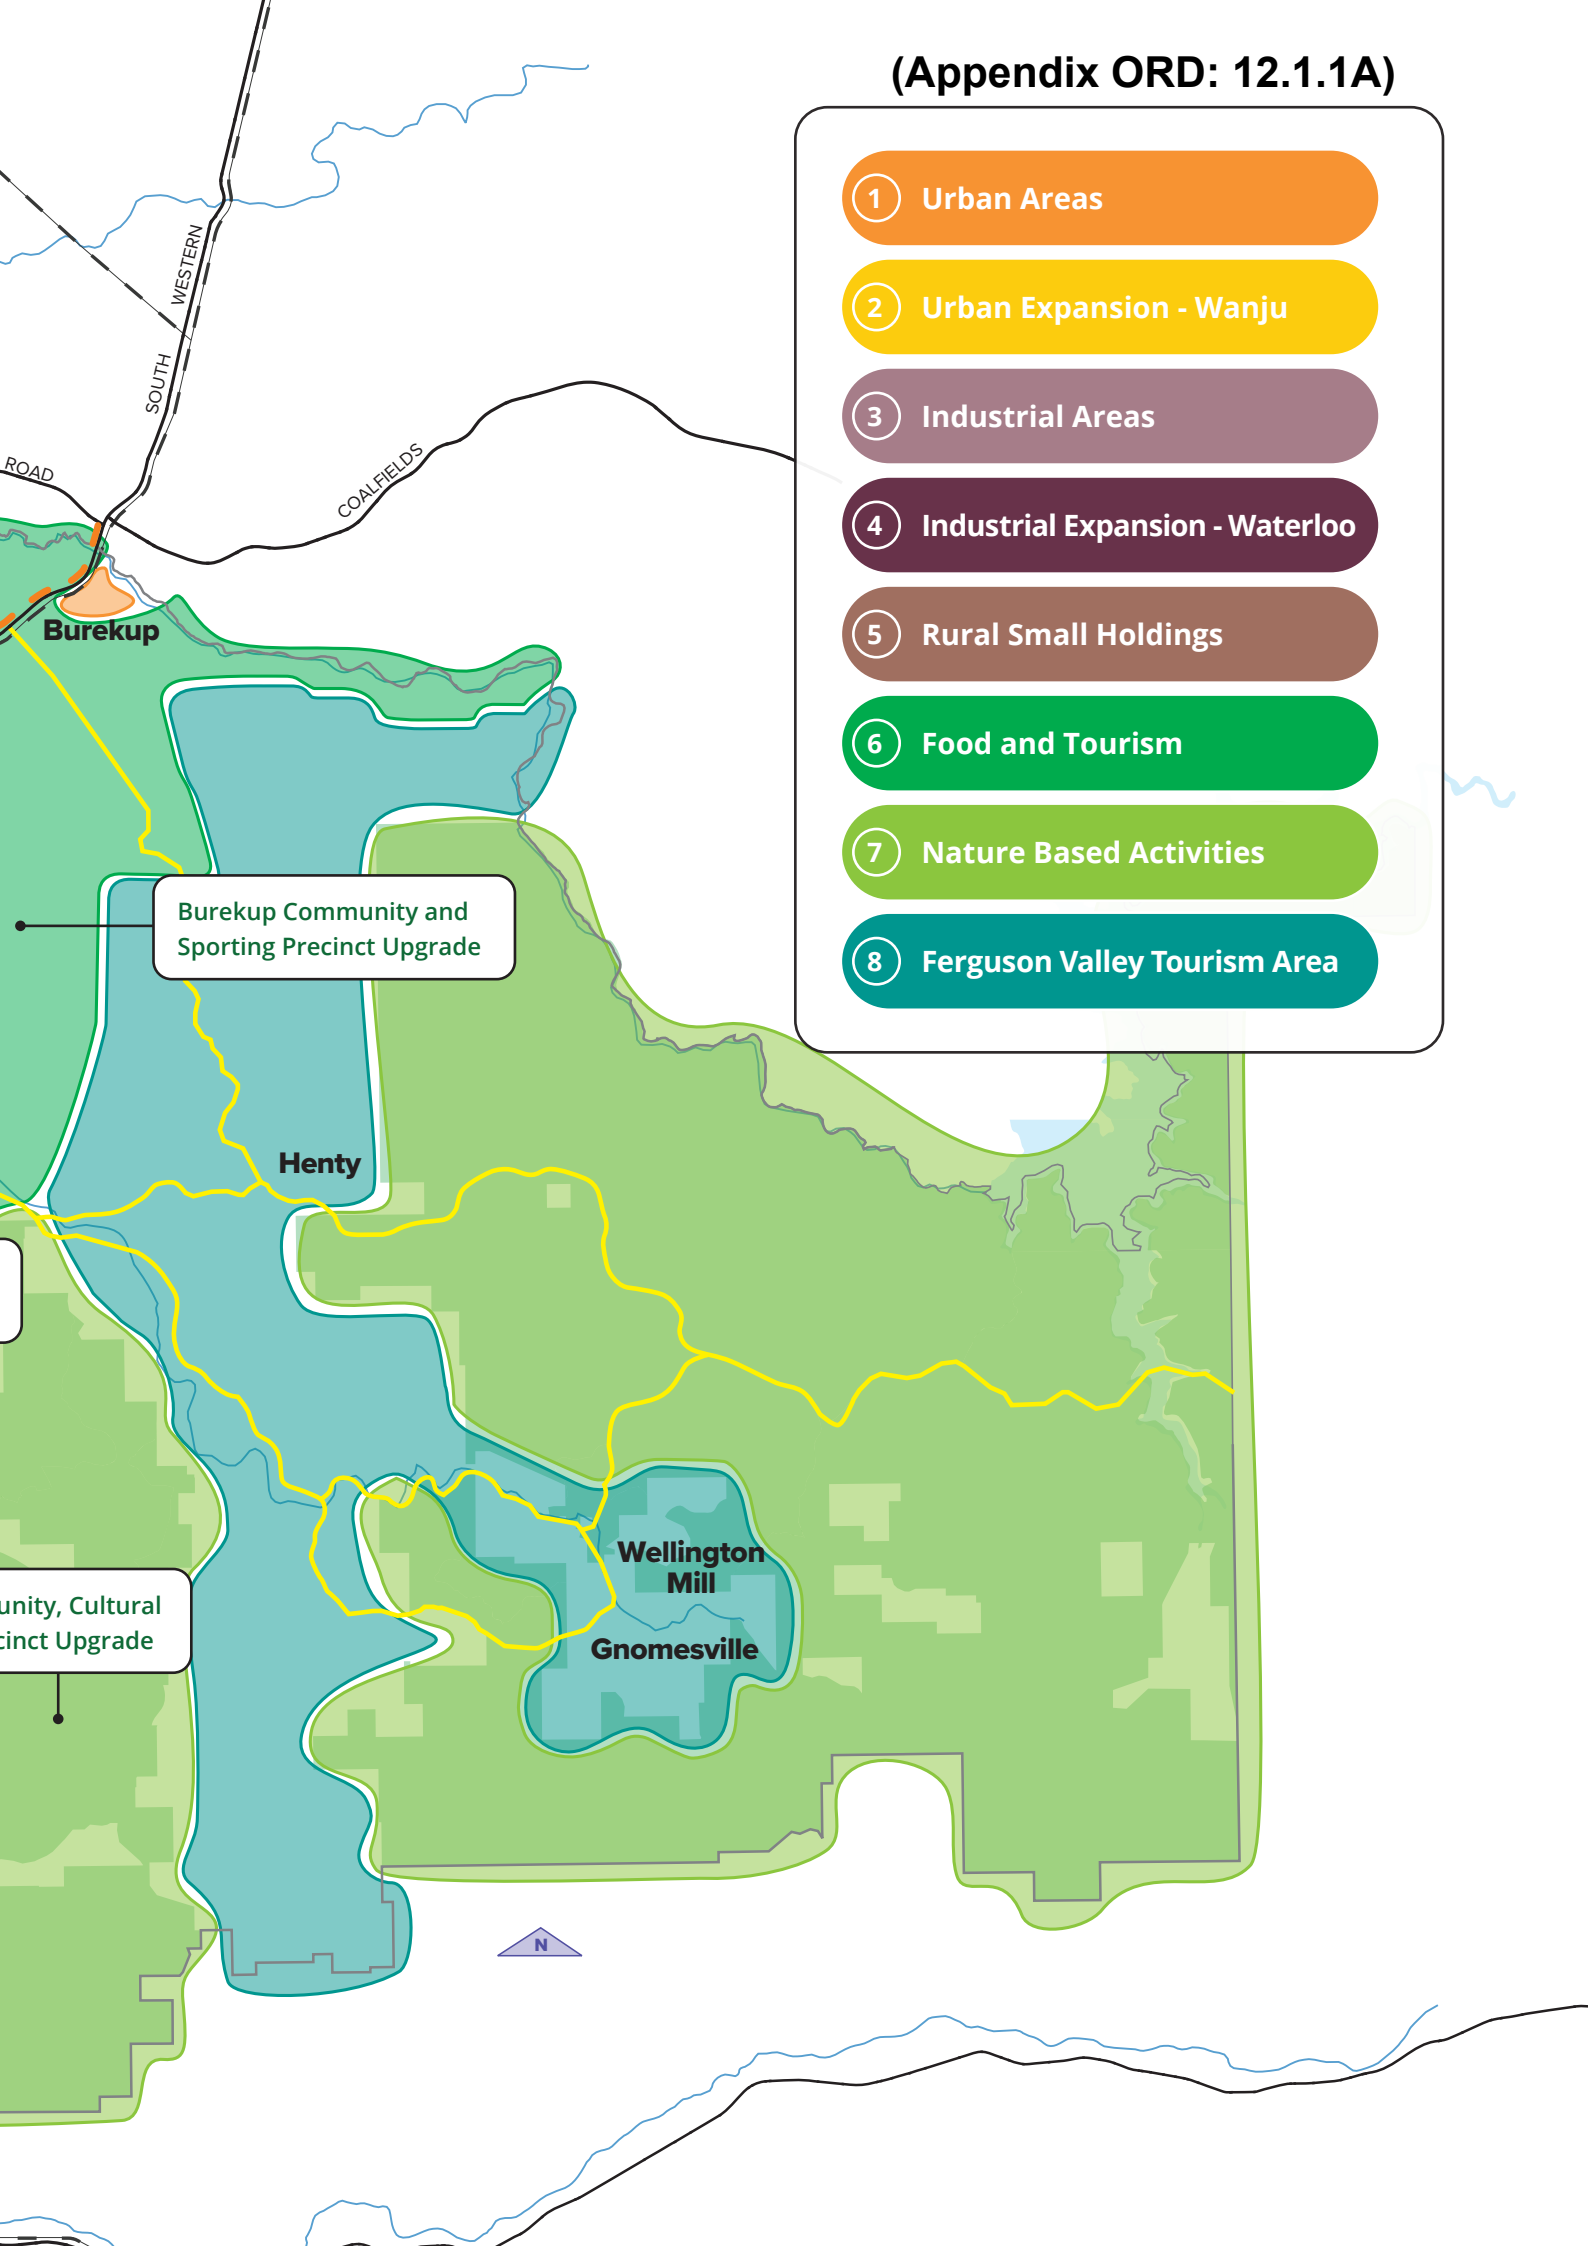 (Appendix ORD: 12.1.1A)
1 Urban Areas
2 Urban Expansion - Wanju
3 Industrial Areas
4 Industrial Expansion - Waterloo
5 Rural Small Holdings
6 Food and Tourism
7 Nature Based Activities
8 Ferguson Valley Tourism Area
SOUTH WESTERN
ROAD
COALFIELDS
Burekup
Burekup Community and
Sporting Precinct Upgrade
Henty
Wellington
Mill
Gnomesville
unity, Cultural
cinct Upgrade
N